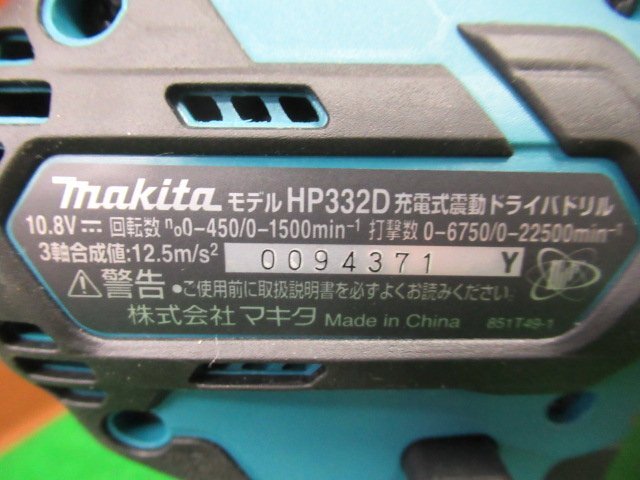 makita モデル HP332D 充電式震動ドライバドリル
10.8V⎓ 回転数 n₀0-450/0-1500min⁻¹ 打撃数 0-6750/0-22500min⁻¹
3軸合成値:12.5m/s² 0094371 Y
⚠警告 •ご使用前に取扱説明書を必ずよくお読みください。
株式会社 マキタ Made in China 851T49-1